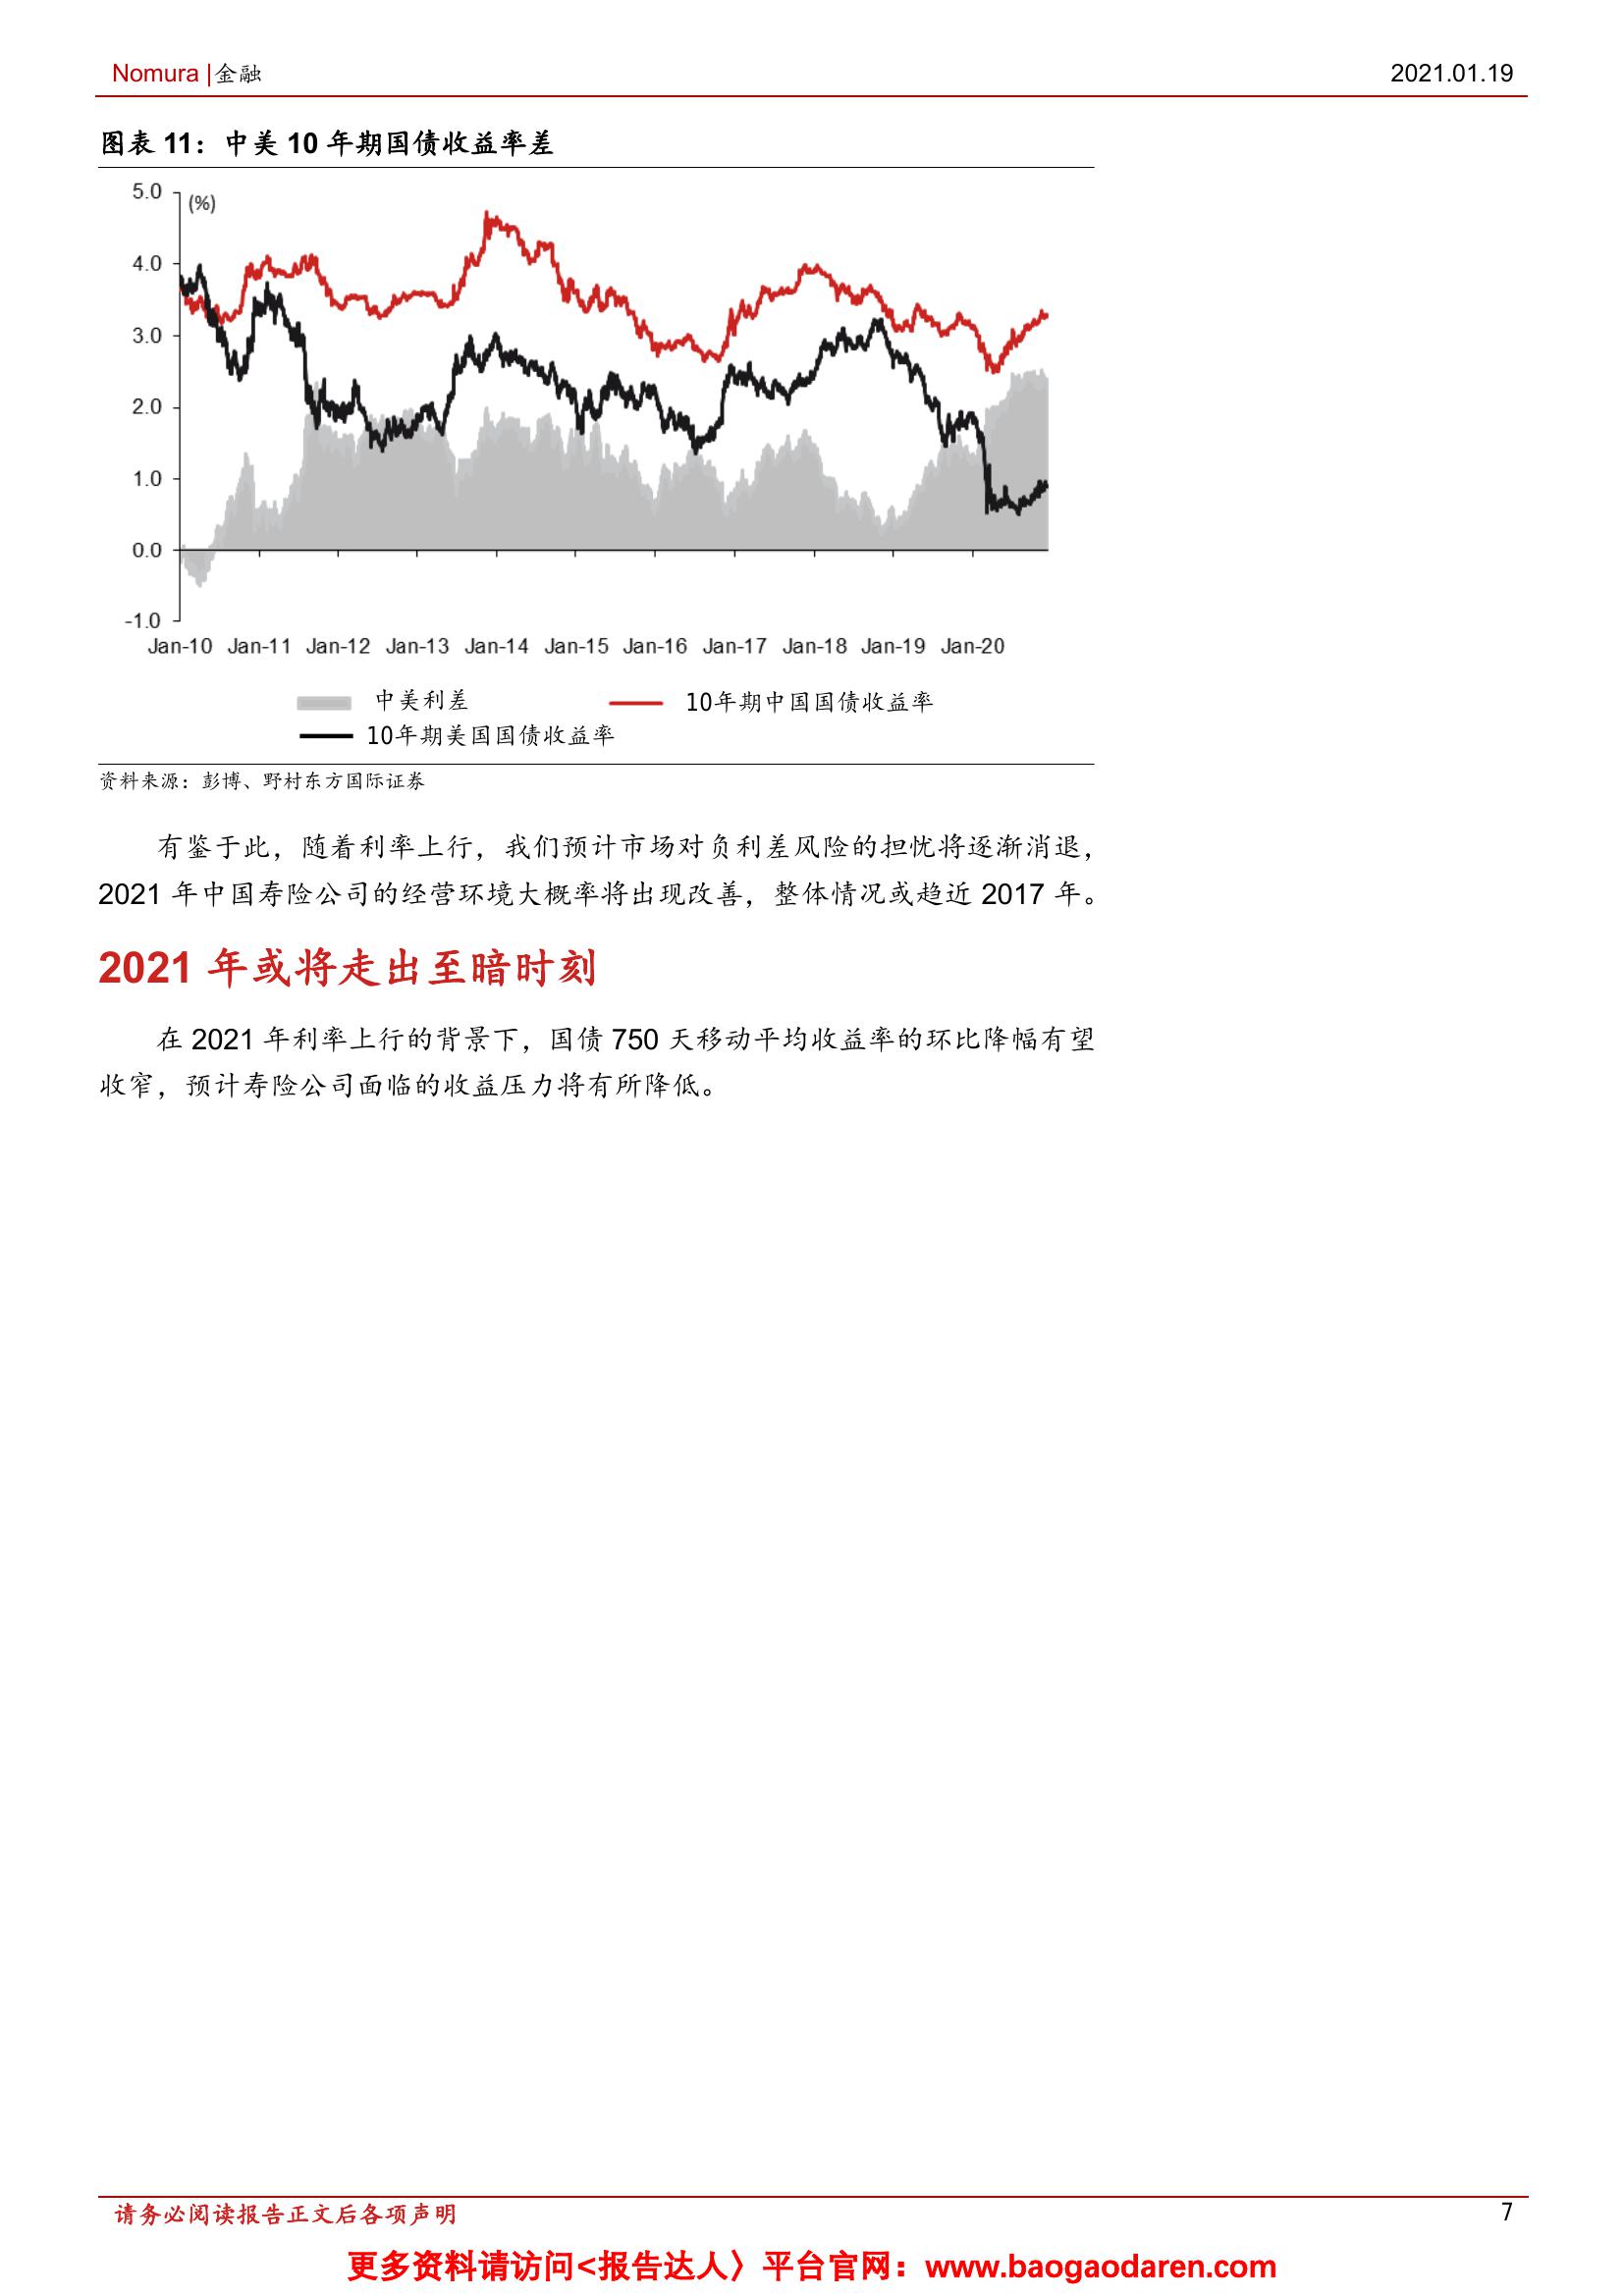 Nomura |金融
2021.01.19
图表 11：中美 10 年期国债收益率差
5.0
(%)
4.0
3.0
2.0
1.0
0.0
-1.0
Jan-10 Jan-11 Jan-12 Jan-13 Jan-14 Jan-15 Jan-16 Jan-17 Jan-18 Jan-19 Jan-20
中美利差
10年期中国国债收益率
10年期美国国债收益率
资料来源：彭博、野村东方国际证券
有鉴于此，随着利率上行，我们预计市场对负利差风险的担忧将逐渐消退，
2021 年中国寿险公司的经营环境大概率将出现改善，整体情况或趋近 2017 年。
2021 年或将走出至暗时刻
在 2021 年利率上行的背景下，国债 750 天移动平均收益率的环比降幅有望
收窄，预计寿险公司面临的收益压力将有所降低。
请务必阅读报告正文后各项声明
7
更多资料请访问<报告达人〉平台官网：www.baogaodaren.com